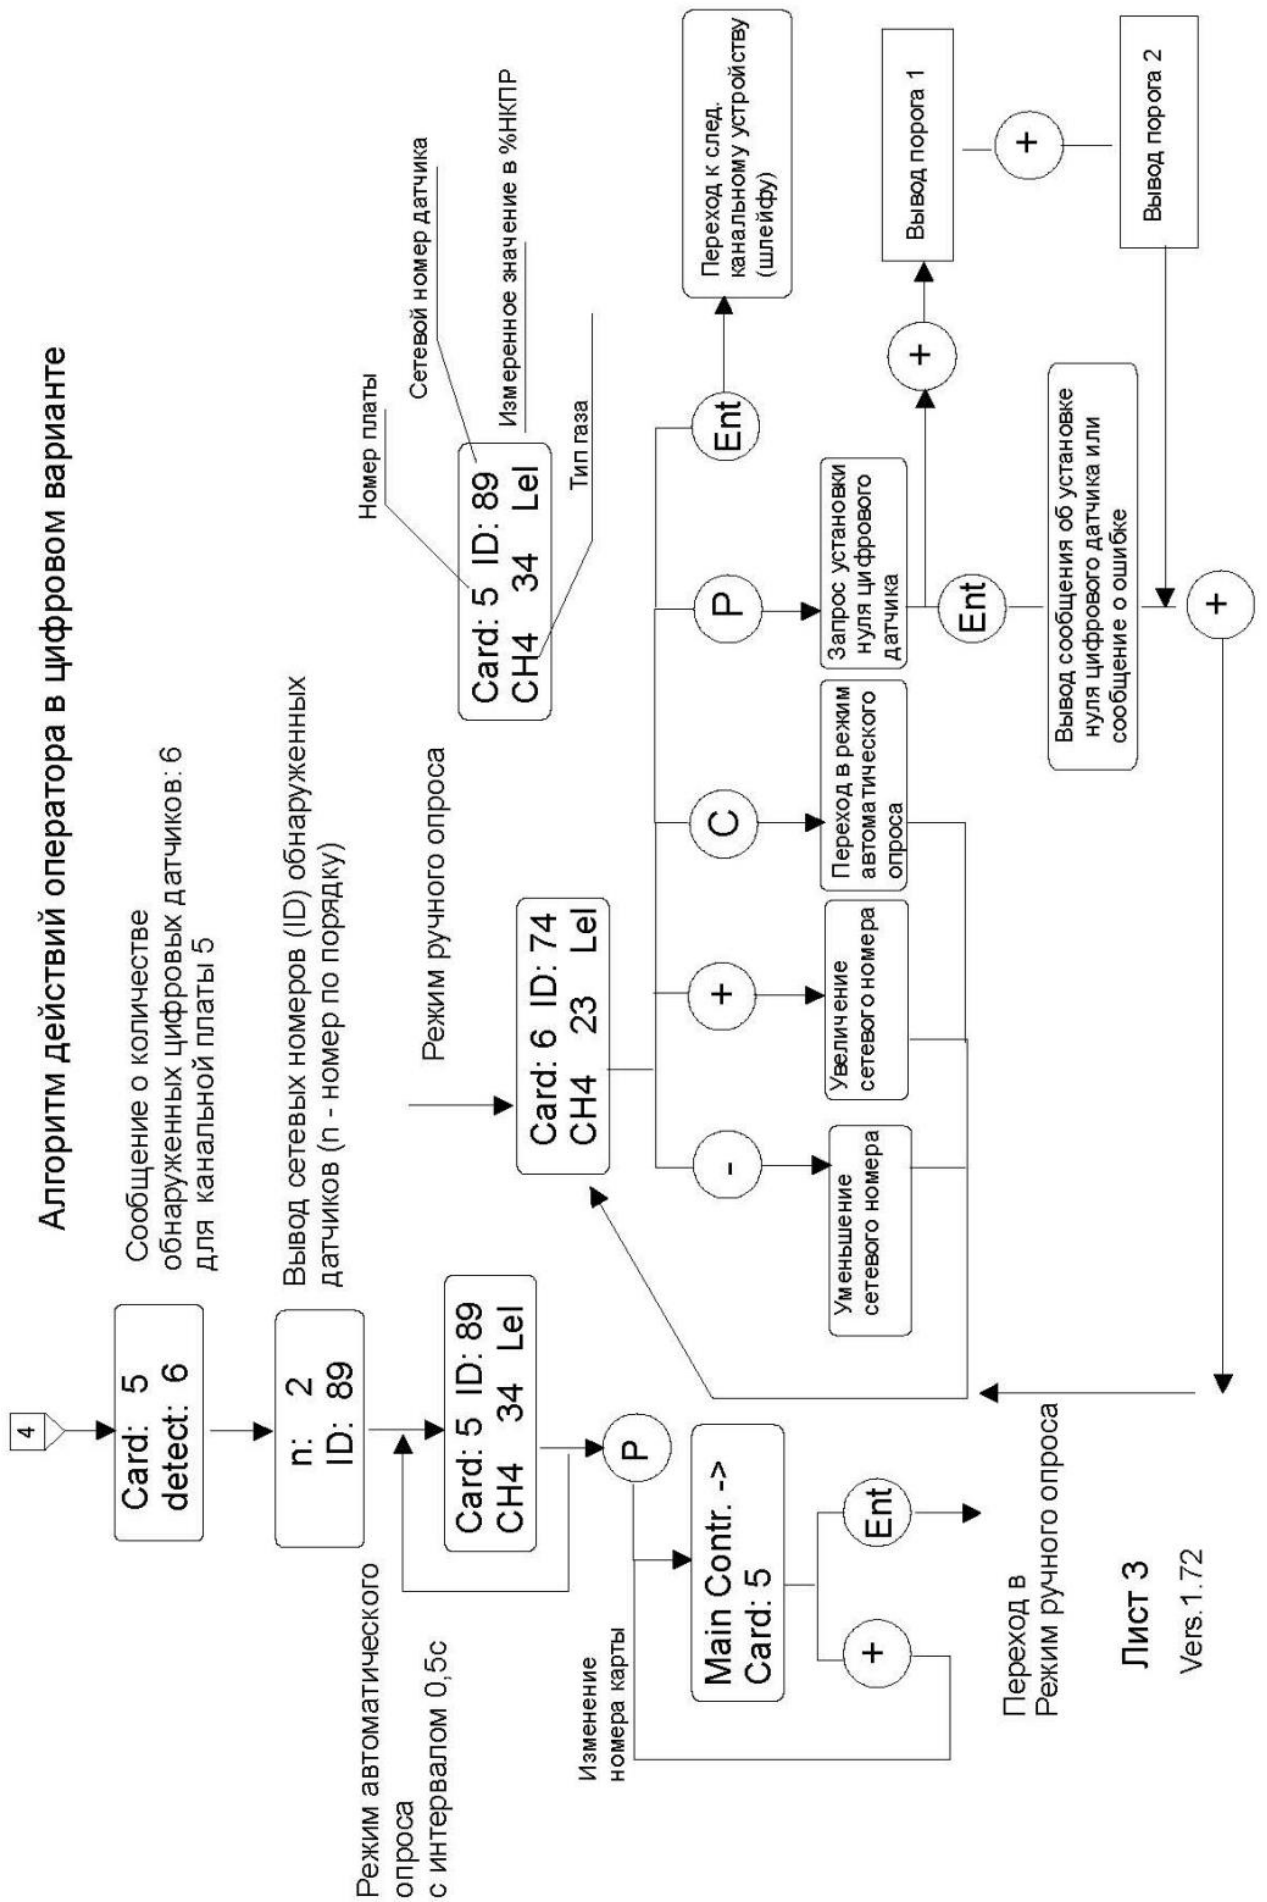 Алгоритм действий оператора в цифровом варианте
4
Card: 5
detect: 6
Сообщение о количестве
обнаруженных цифровых датчиков: 6
для канальной платы 5
n: 2
ID: 89
Вывод сетевых номеров (ID) обнаруженных
датчиков (n - номер по порядку)
Режим автоматического
опроса
с интервалом 0,5с
Card: 5 ID: 89
CH4 34 Lel
P
Изменение
номера карты
Main Contr. ->
Card: 5
+
Ent
Переход в
Режим ручного опроса
Режим ручного опроса
Card: 6 ID: 74
CH4 23 Lel
Номер платы
Сетевой номер датчика
Card: 5 ID: 89
CH4 34 Lel
Измеренное значение в %НКПР
Тип газа
-
+
C
P
Ent
Уменьшение
сетевого номера
Увеличение
сетевого номера
Переход в режим
автоматического
опроса
Запрос установки
нуля цифрового
датчика
Переход к след.
канальному устройству
(шлейфу)
+
Вывод порога 1
+
Вывод порога 2
Ent
Вывод сообщения об установке
нуля цифрового датчика или
сообщение о ошибке
+
Лист 3
Vers.1.72